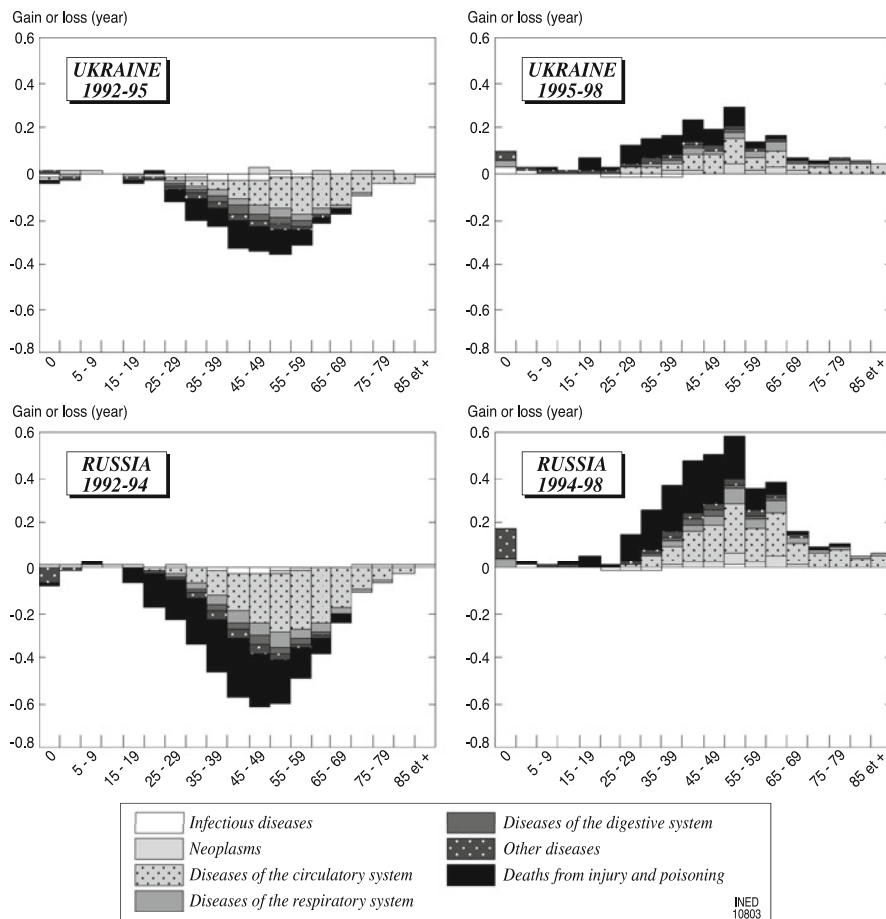 Gain or loss (year)
Gain or loss (year)
0.6
0.4
0.2
0
-0.2
-0.4
-0.6
-0.8
UKRAINE
1992-95
0
5 - 9
15 - 19
25 - 29
35 - 39
45 - 49
55 - 59
65 - 69
75 - 79
85 et +
0.6
0.4
0.2
0
-0.2
-0.4
-0.6
-0.8
UKRAINE
1995-98
0
5 - 9
15 - 19
25 - 29
35 - 39
45 - 49
55 - 59
65 - 69
75 - 79
85 et +
Gain or loss (year)
Gain or loss (year)
0.6
0.4
0.2
0
-0.2
-0.4
-0.6
-0.8
RUSSIA
1992-94
0
5 - 9
15 - 19
25 - 29
35 - 39
45 - 49
55 - 59
65 - 69
75 - 79
85 et +
0.6
0.4
0.2
0
-0.2
-0.4
-0.6
-0.8
RUSSIA
1994-98
0
5 - 9
15 - 19
25 - 29
35 - 39
45 - 49
55 - 59
65 - 69
75 - 79
85 et +
Infectious diseases
Neoplasms
Diseases of the circulatory system
Diseases of the respiratory system
Diseases of the digestive system
Other diseases
Deaths from injury and poisoning
INED
10803